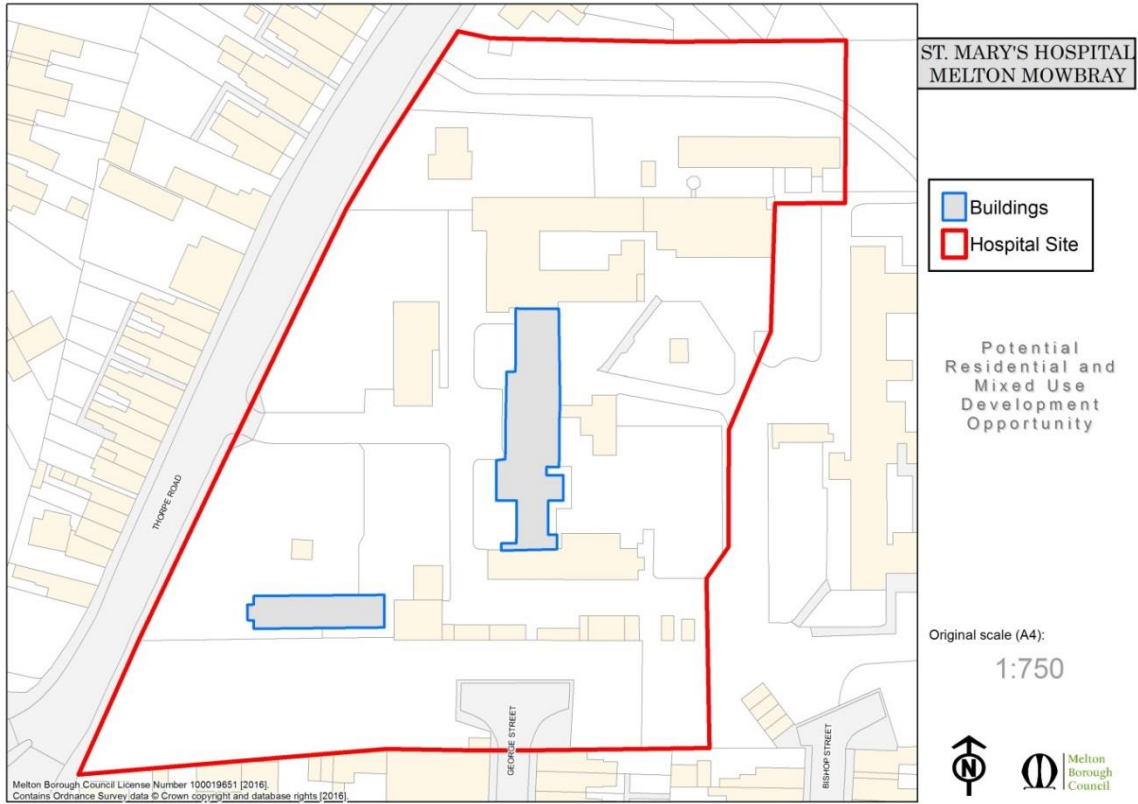 ST. MARY'S HOSPITAL
MELTON MOWBRAY
Buildings
Hospital Site
Potential
Residential and
Mixed Use
Development
Opportunity
THORPE ROAD
GEORGE STREET
BISHOP STREET
Original scale (A4):
1:750
N
Melton
Borough
Council
Melton Borough Council License Number 100019651 [2016].
Contains Ordnance Survey data © Crown copyright and database rights [2016].